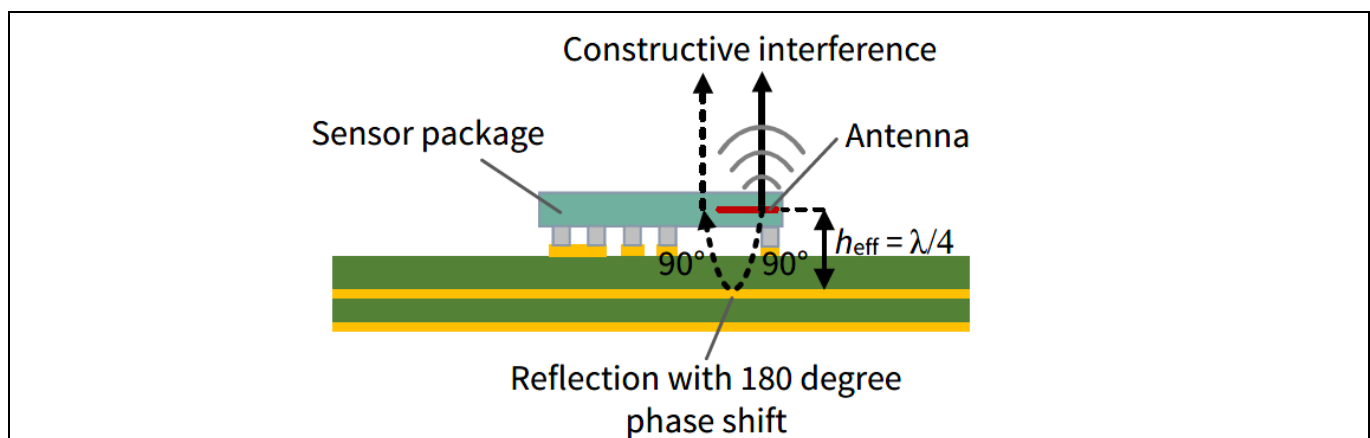 Constructive interference
Sensor package
Antenna
90°
90°
heff = λ/4
Reflection with 180 degree
phase shift